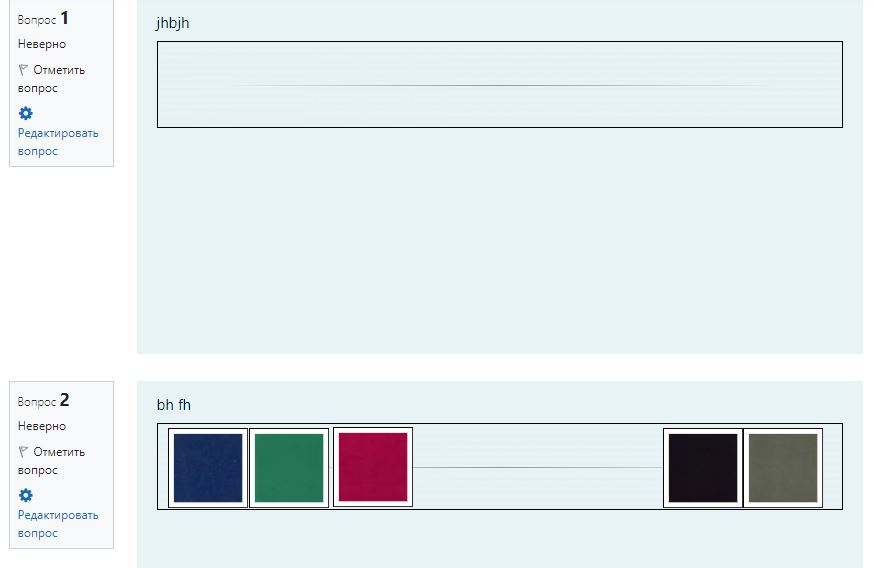 Вопрос 1
Неверно
Отметить
вопрос
Редактировать
вопрос
jhbjh
Вопрос 2
Неверно
Отметить
вопрос
Редактировать
вопрос
bh fh